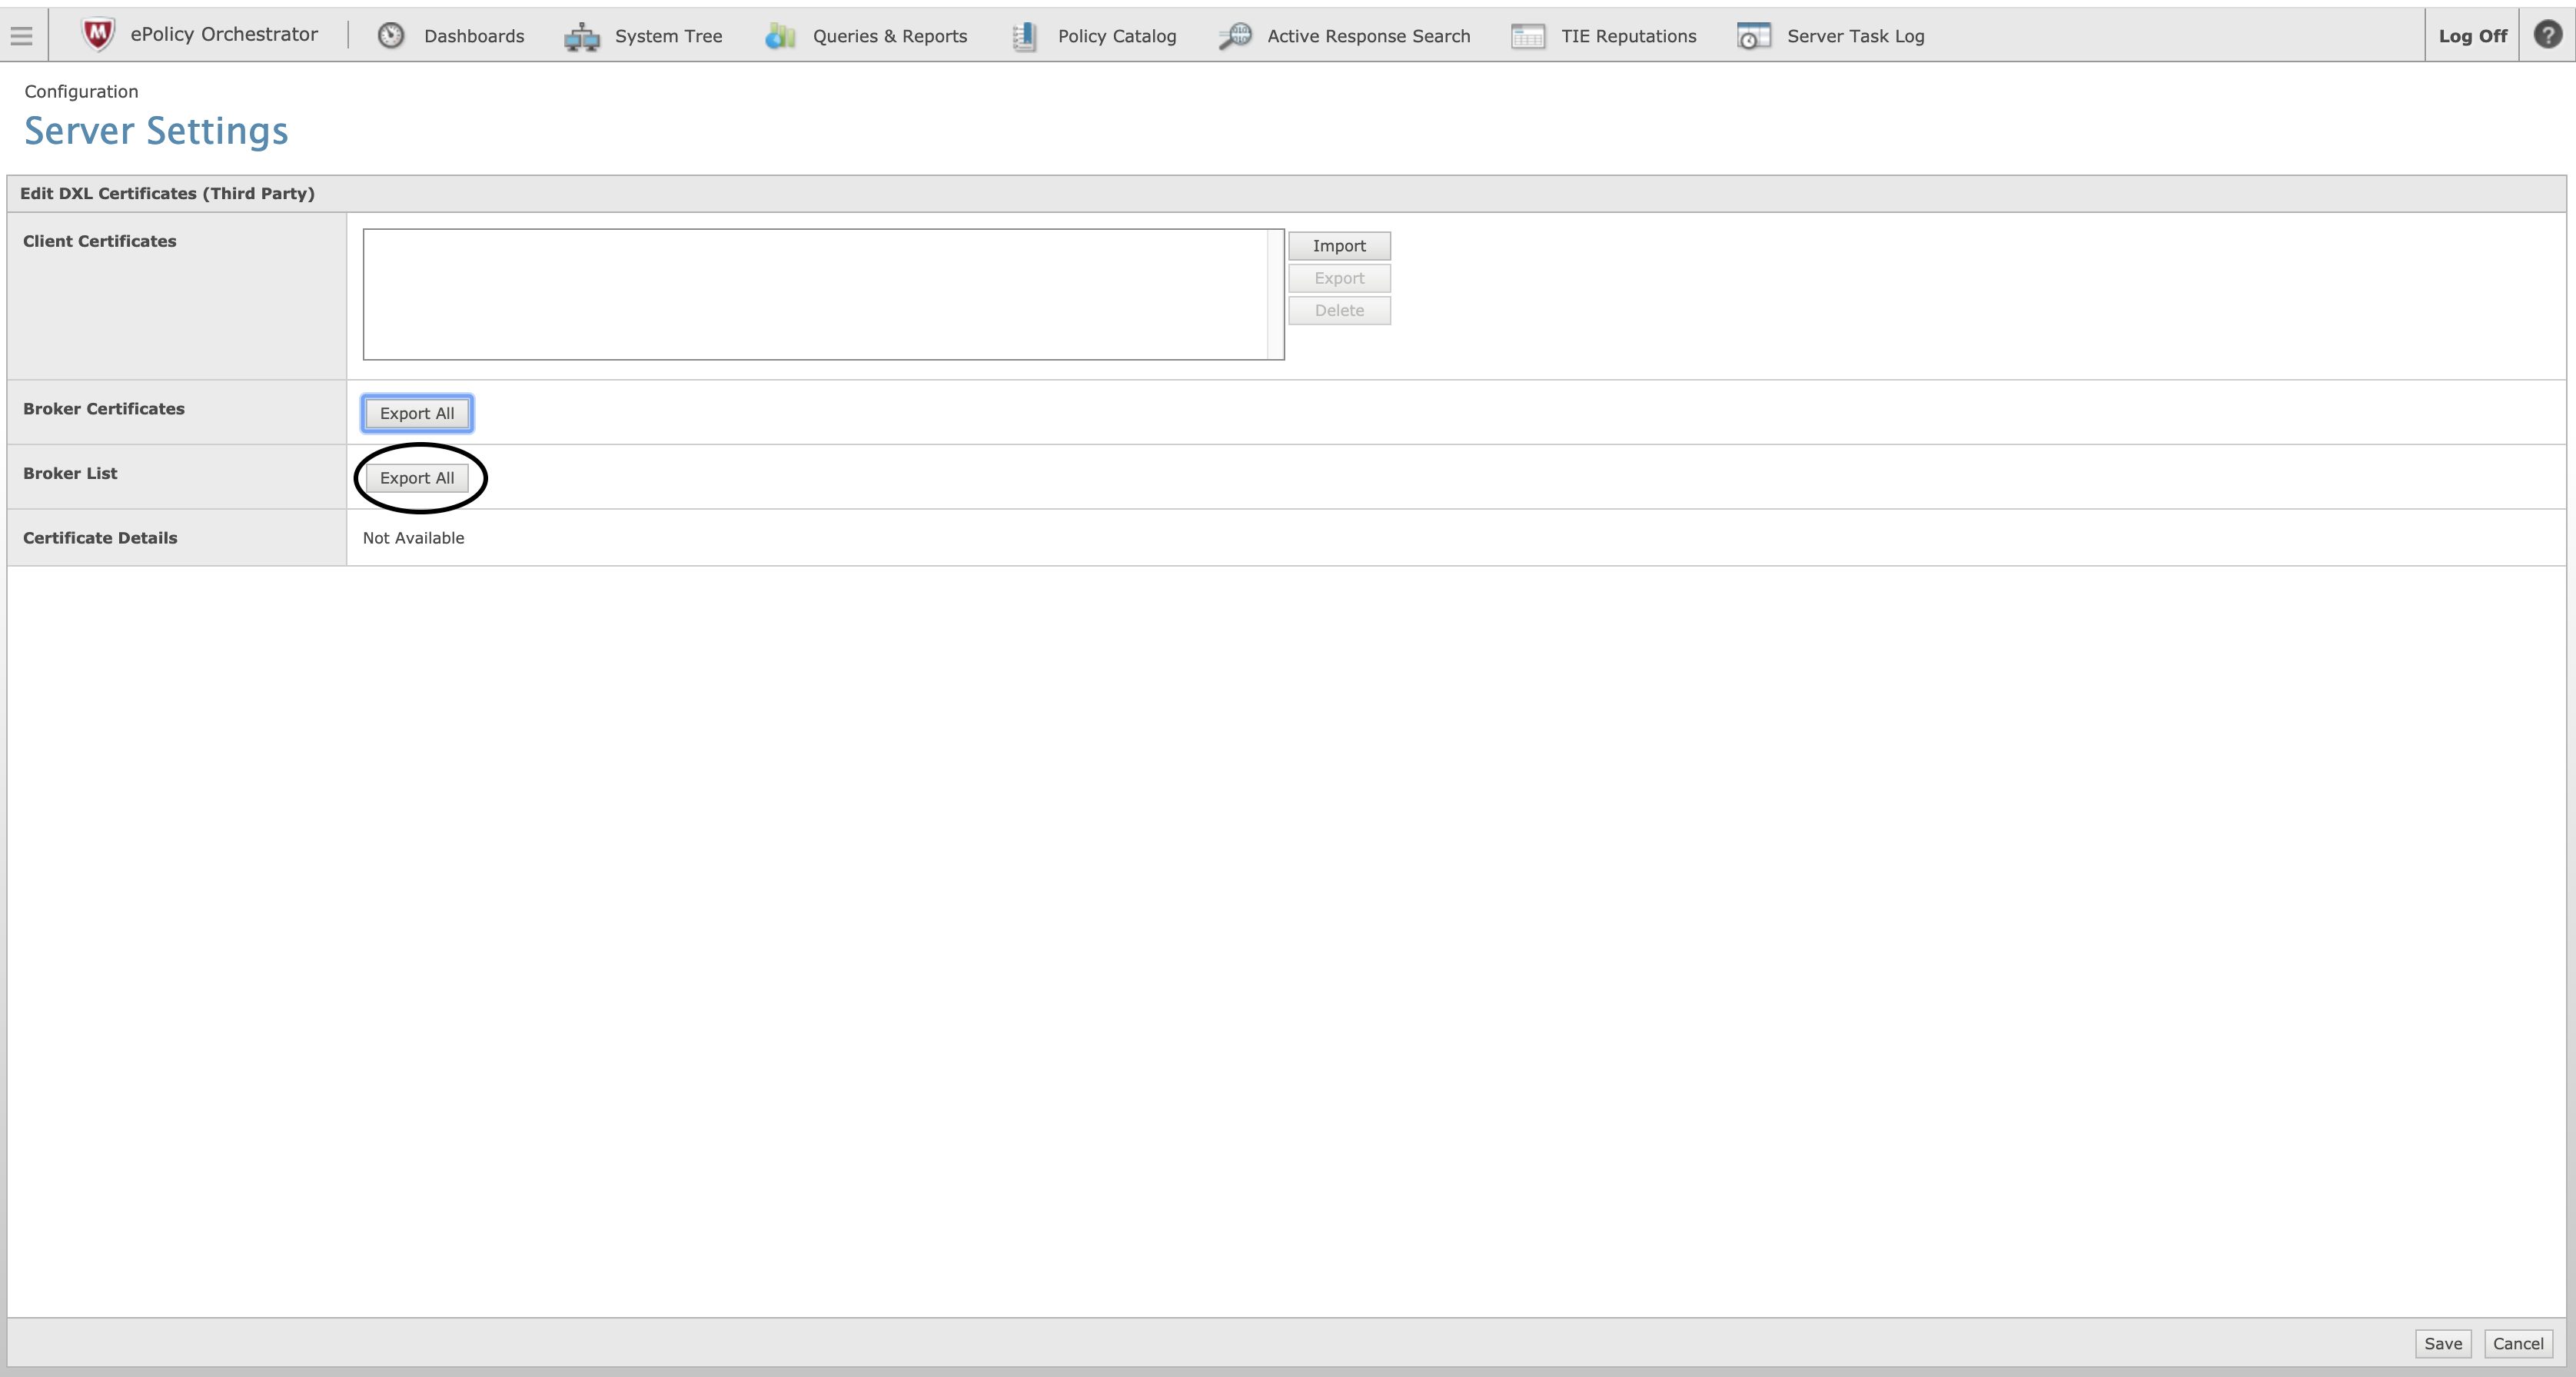 ePolicy Orchestrator Dashboards System Tree Queries & Reports Policy Catalog Active Response Search TIE Reputations Server Task Log Log Off ?
Configuration
Server Settings
Edit DXL Certificates (Third Party)
Client Certificates
Import
Export
Delete
Broker Certificates Export All
Broker List Export All
Certificate Details Not Available
Save Cancel